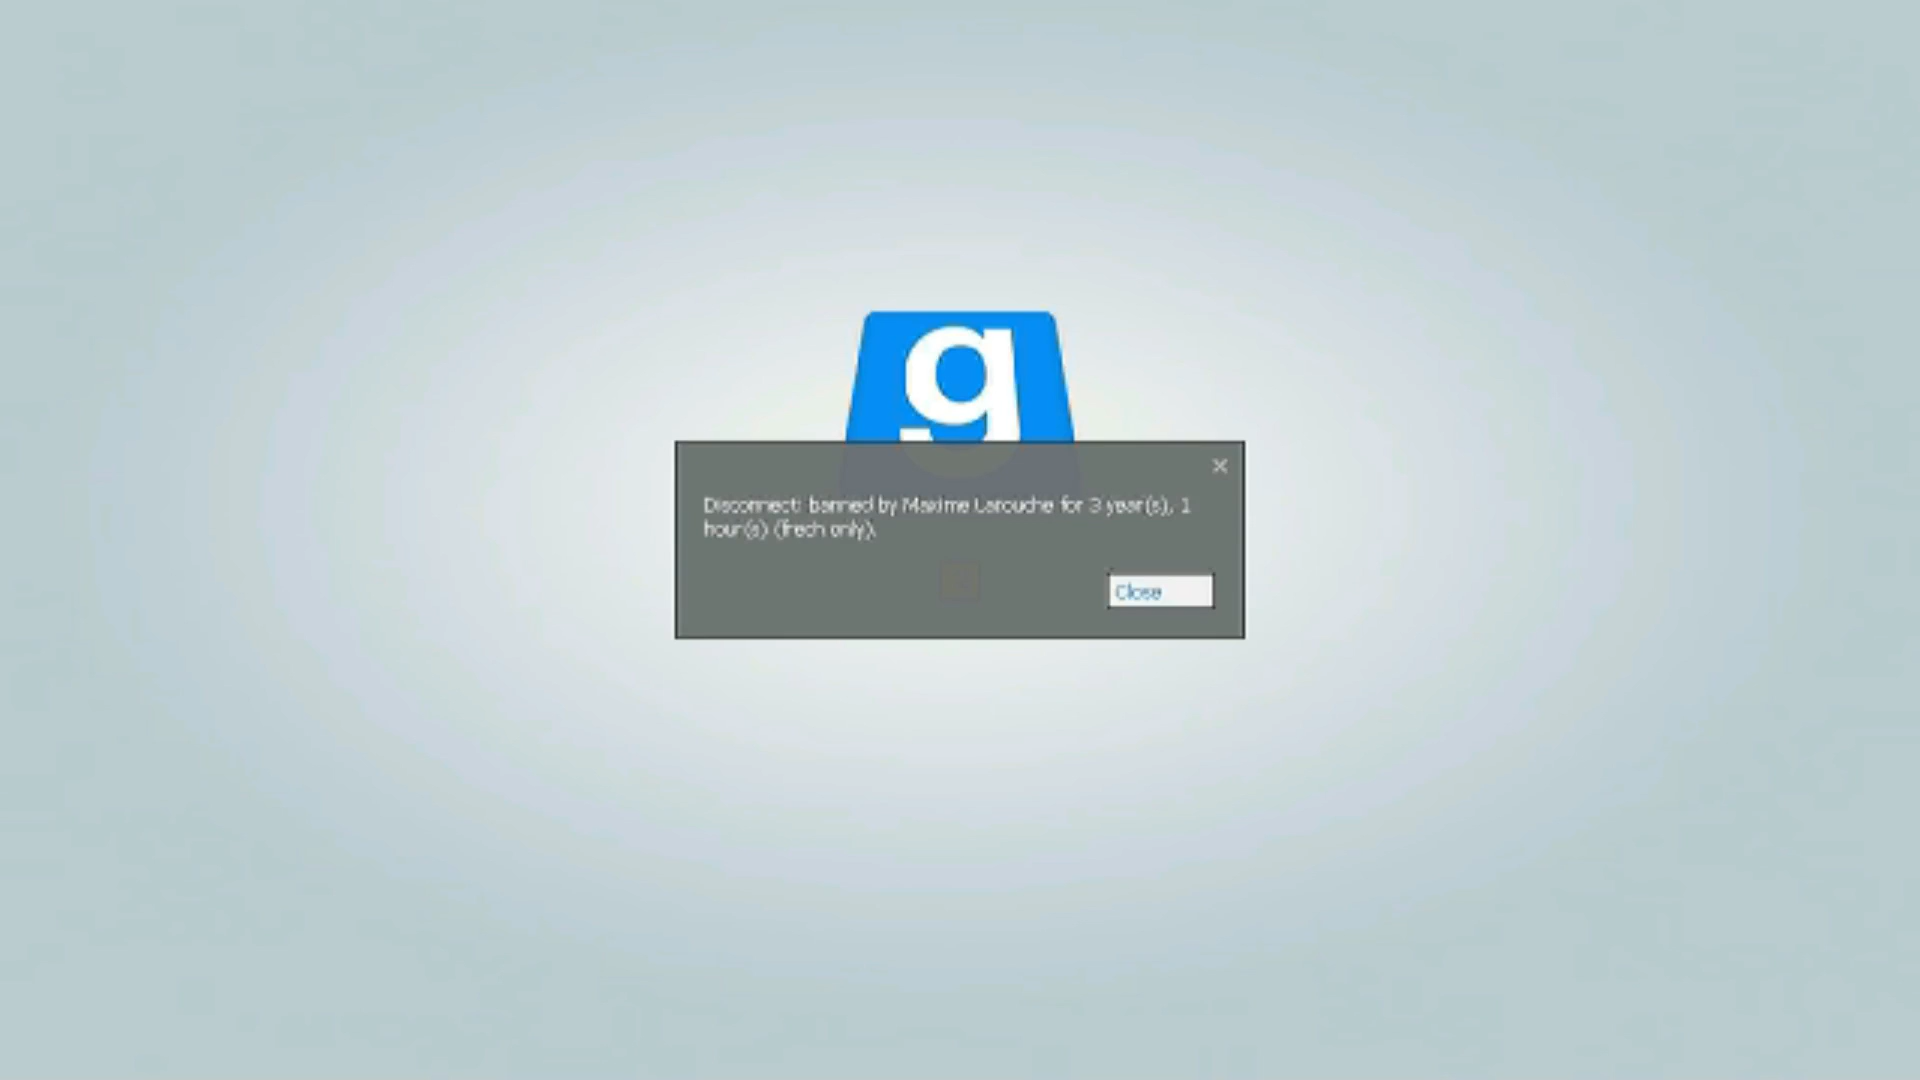 g
Disconnect: banned by Maxime Larouche for 3 year(s), 1
hour(s) (frech only).
Close